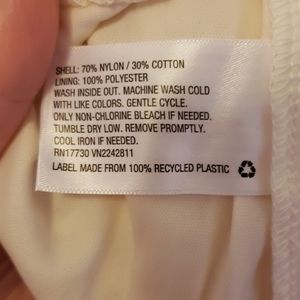 SHELL: 70% NYLON / 30% COTTON
LINING: 100% POLYESTER
WASH INSIDE OUT. MACHINE WASH COLD
WITH LIKE COLORS. GENTLE CYCLE.
ONLY NON-CHLORINE BLEACH IF NEEDED.
TUMBLE DRY LOW. REMOVE PROMPTLY.
COOL IRON IF NEEDED.
RN17730 VN2242811
LABEL MADE FROM 100% RECYCLED PLASTIC